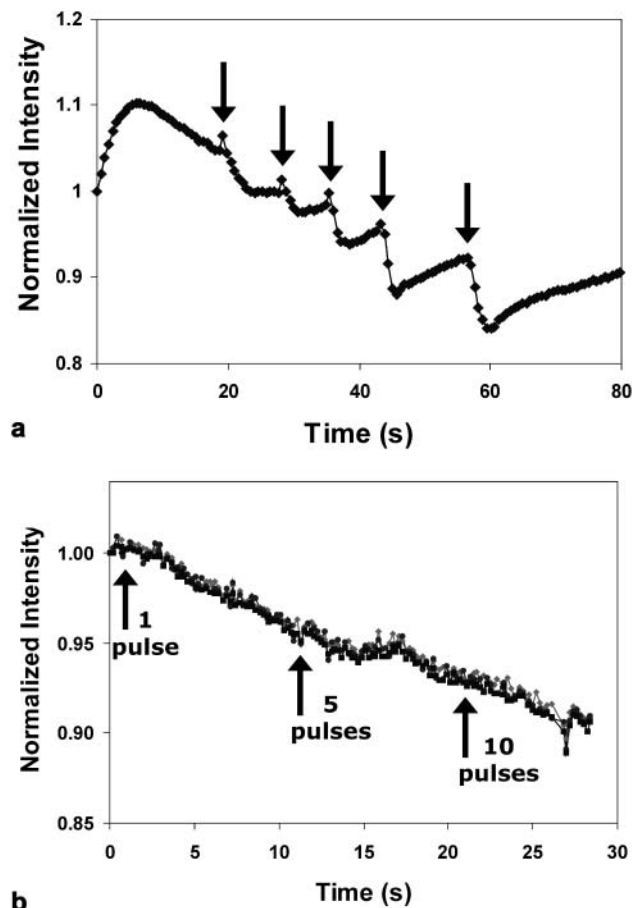 1.2
1.1
1
0.9
0.8
Normalized Intensity
0
20
40
60
80
Time (s)
a
1.00
0.95
0.90
0.85
Normalized Intensity
1
pulse
5
pulses
10
pulses
0
5
10
15
20
25
30
Time (s)
b